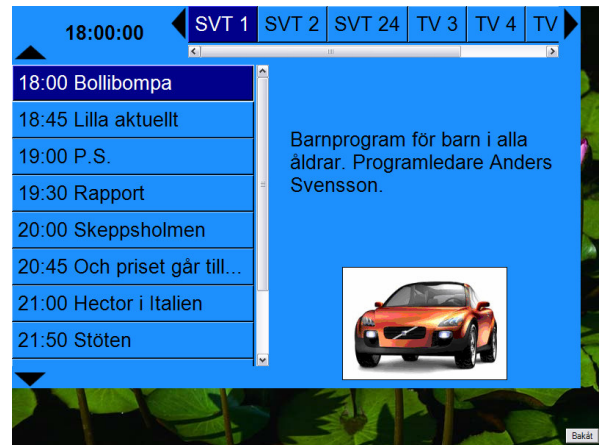 18:00:00
SVT 1 SVT 2 SVT 24 TV 3 TV 4 TV
18:00 Bollibompa
18:45 Lilla aktuellt
19:00 P.S.
19:30 Rapport
20:00 Skeppsholmen
20:45 Och priset går till...
21:00 Hector i Italien
21:50 Stöten
Barnprogram för barn i alla
åldrar. Programledare Anders
Svensson.
Bakåt